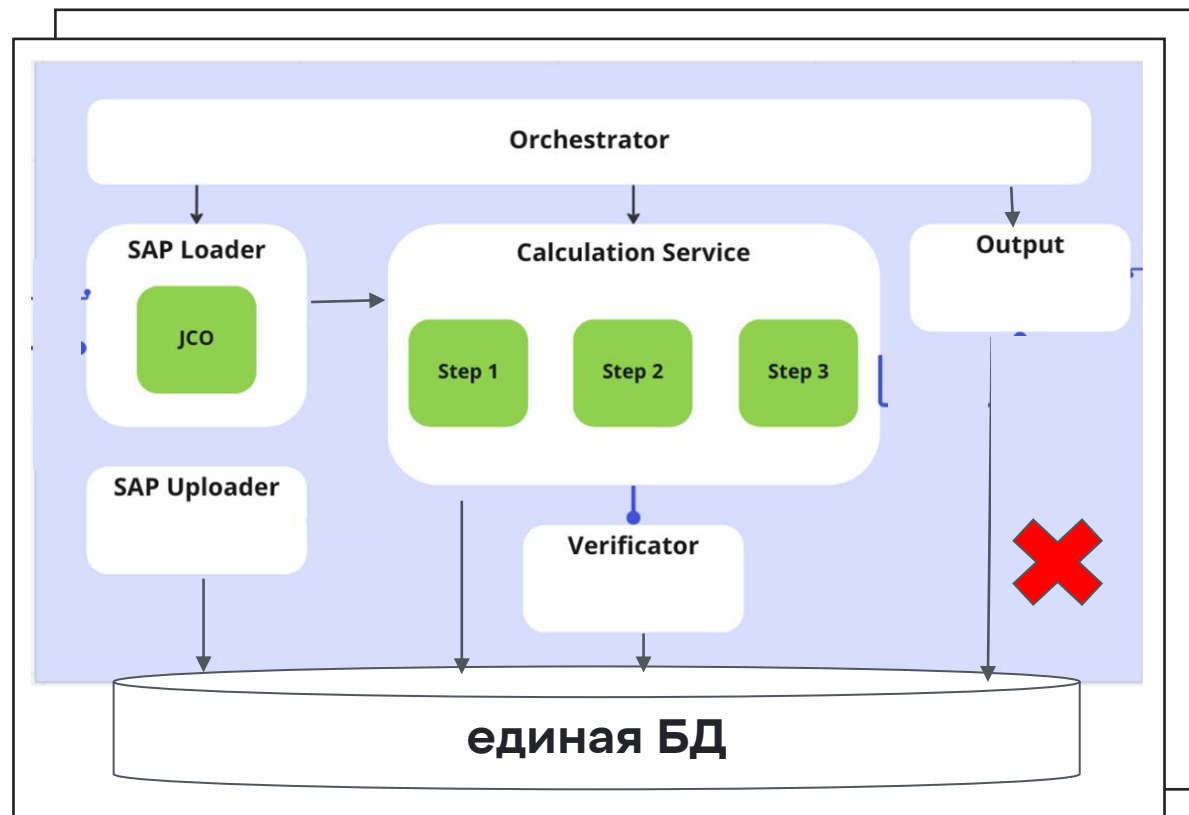 Orchestrator
SAP Loader
JCO
Calculation Service
Step 1
Step 2
Step 3
Output
SAP Uploader
Verificator
единая БД